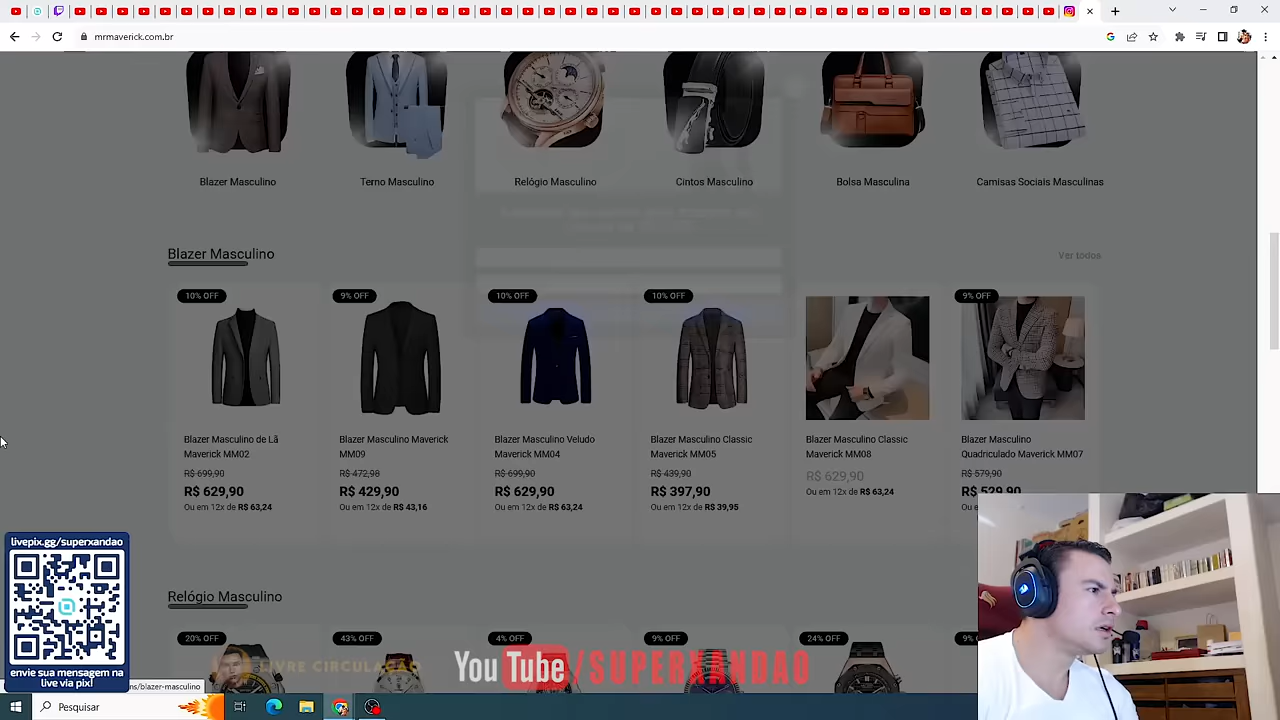 mrmaverick.com.br
Blazer Masculino
Terno Masculino
Relógio Masculino
Cintos Masculino
Bolsa Masculina
Camisas Sociais Masculinas
Blazer Masculino
Ver todos
10% OFF
9% OFF
10% OFF
10% OFF
9% OFF
Blazer Masculino de Lã
Maverick MM02
R$ 699,90
R$ 629,90
Ou em 12x de R$ 63,24
Blazer Masculino Maverick
MM09
R$ 472,98
R$ 429,90
Ou em 12x de R$ 43,16
Blazer Masculino Veludo
Maverick MM04
R$ 699,90
R$ 629,90
Ou em 12x de R$ 63,24
Blazer Masculino Classic
Maverick MM05
R$ 439,90
R$ 397,90
Ou em 12x de R$ 39,95
Blazer Masculino Classic
Maverick MM08
R$ 629,90
Ou em 12x de R$ 63,24
Blazer Masculino
Quadriculado Maverick MM07
R$ 579,90
R$ 529,90
Relógio Masculino
20% OFF
43% OFF
4% OFF
9% OFF
24% OFF
9%
livepix.gg/superxandao
envie sua mensagem na
live via pix!
ns/blazer-masculino
LIVRE CIRCULAÇÃO
YouTube/SUPERXANDAO
Pesquisar